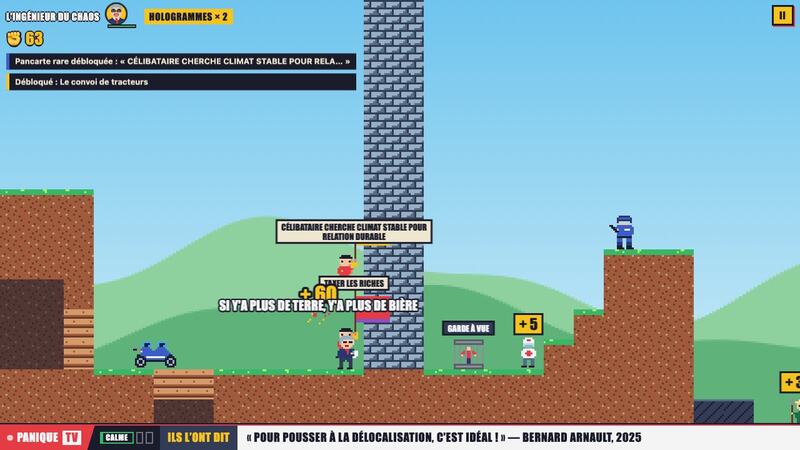 L'INGÉNIEUR DU CHAOS
HOLOGRAMMES × 2
63
Pancarte rare débloquée : « CÉLIBATAIRE CHERCHE CLIMAT STABLE POUR RELA... »
Débloqué : Le convoi de tracteurs
CÉLIBATAIRE CHERCHE CLIMAT STABLE POUR
RELATION DURABLE
TAXER LES RICHES
+60
SI Y'A PLUS DE TERRE, Y'A PLUS DE BIÈRE
GARDE À VUE
+5
PANIQUE TV
CALME
ILS L'ONT DIT
« POUR POUSSER À LA DÉLOCALISATION, C'EST IDÉAL ! » — BERNARD ARNAULT, 2025